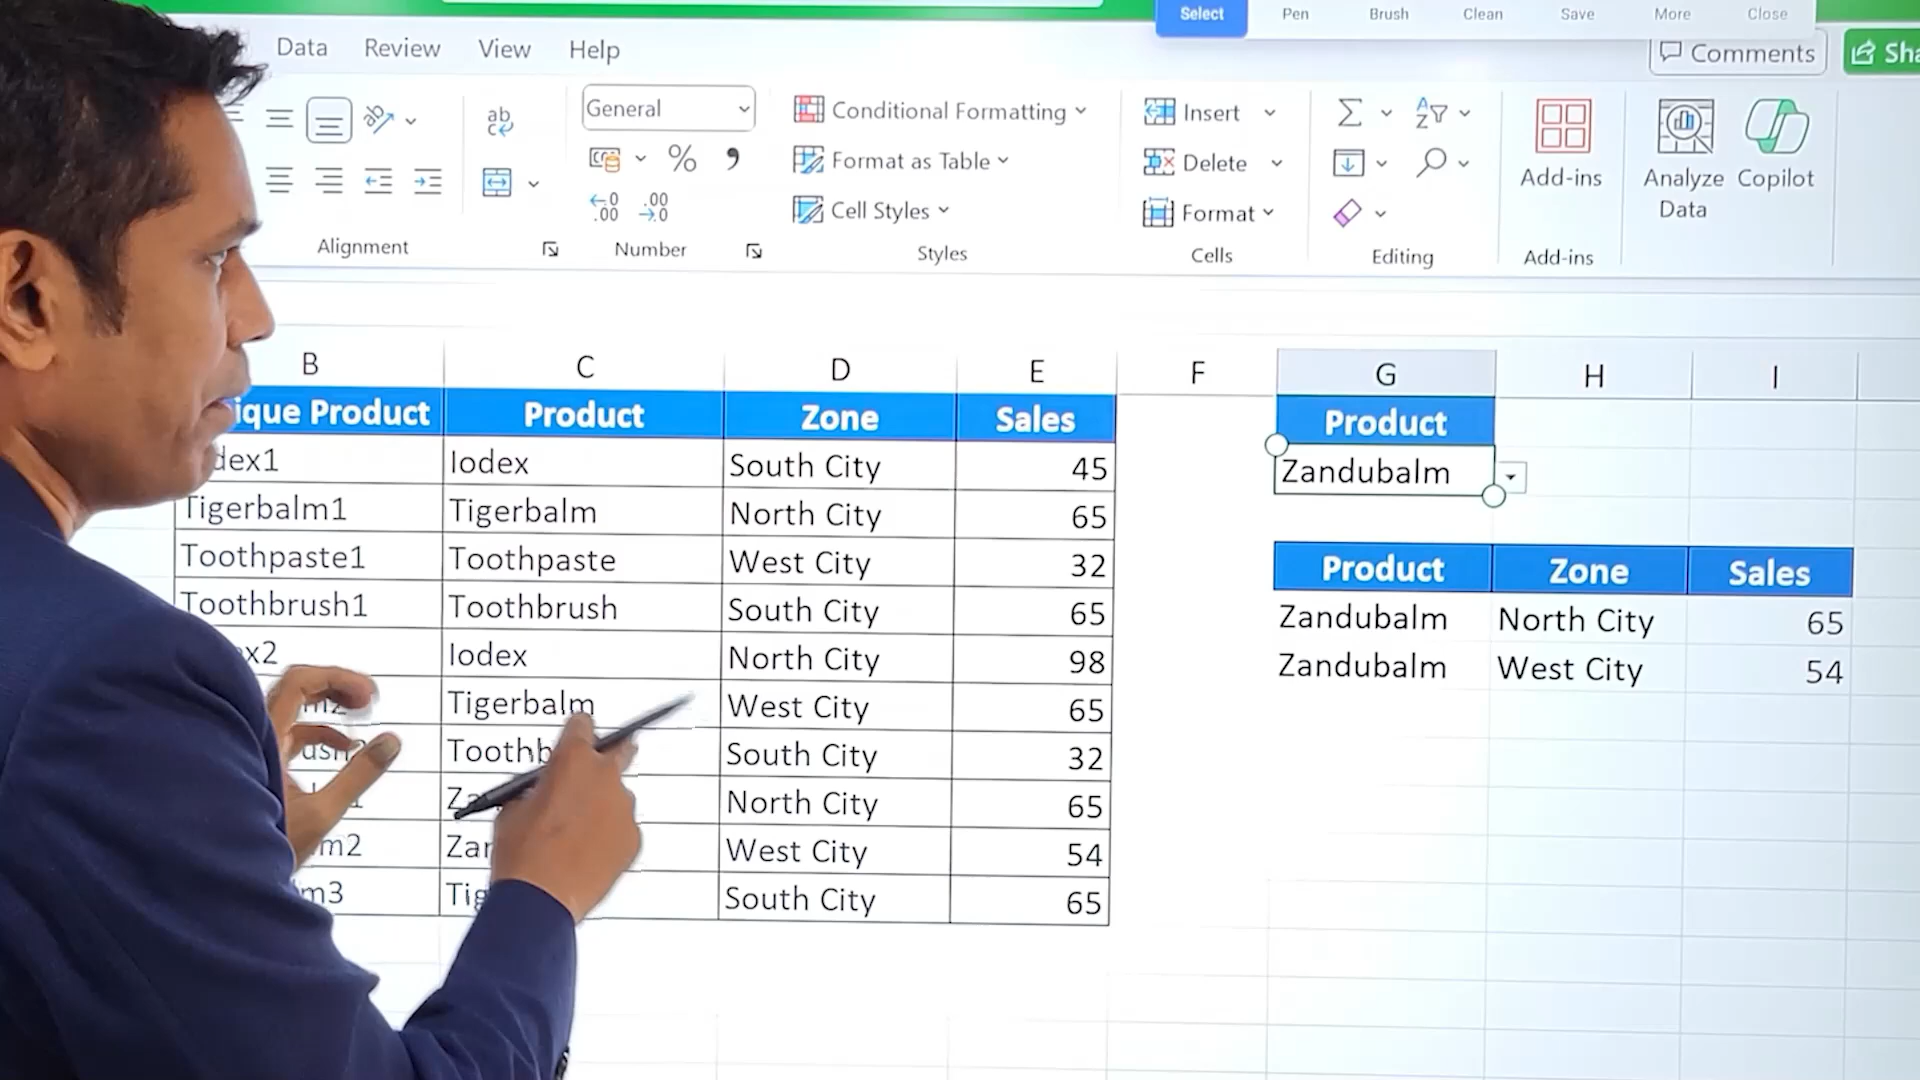 Select Pen Brush Clean Save More Close
Data Review View Help
Comments
General
Conditional Formatting
Insert
%
Format as Table
Delete
Add-ins
Analyze Data
Copilot
Cell Styles
Format
Alignment
Number
Styles
Cells
Editing
Add-ins
B C D E F G H I
Product Zone Sales
Iodex South City 45
Tigerbalm1 Tigerbalm North City 65
Toothpaste1 Toothpaste West City 32
Toothbrush1 Toothbrush South City 65
Iodex North City 98
Tigerbalm West City 65
South City 32
North City 65
West City 54
South City 65
Product
Zandubalm
Product Zone Sales
Zandubalm North City 65
Zandubalm West City 54